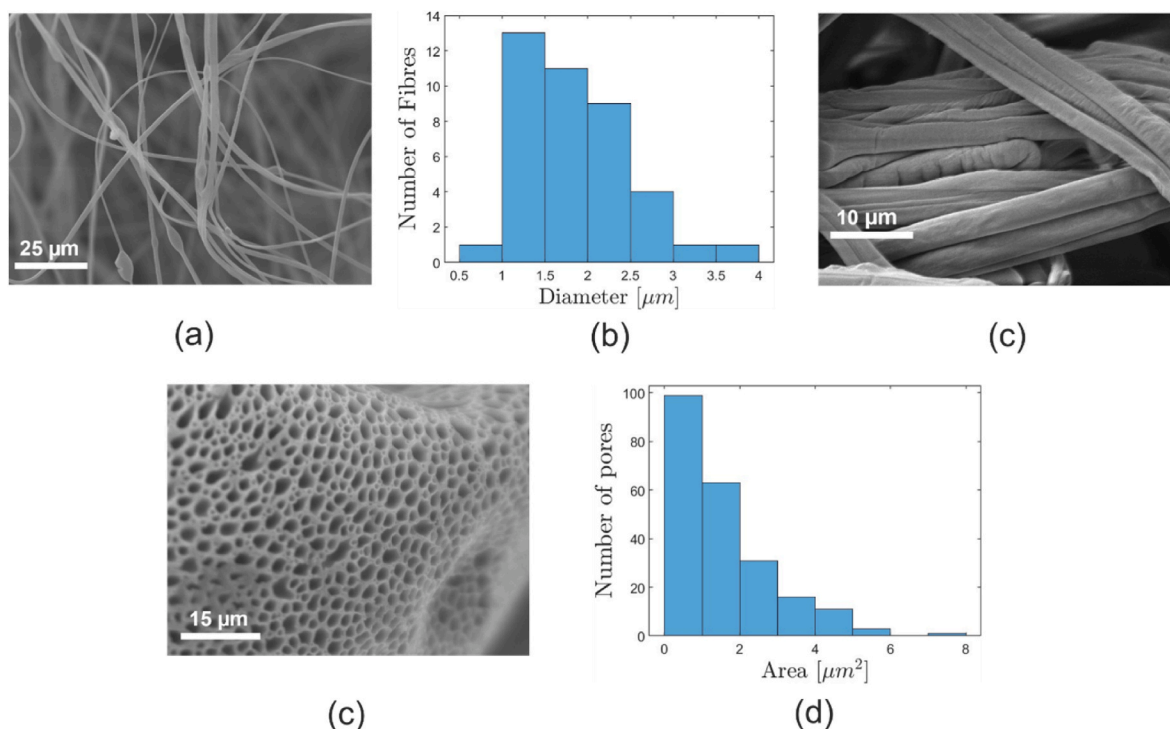 25 µm
(a)
Number of Fibres
14
12
10
8
6
4
2
0
0.5 1 1.5 2 2.5 3 3.5 4
Diameter [µm]
(b)
10 µm
(c)
15 µm
(c)
Number of pores
100
80
60
40
20
0
0 2 4 6 8
Area [µm²]
(d)